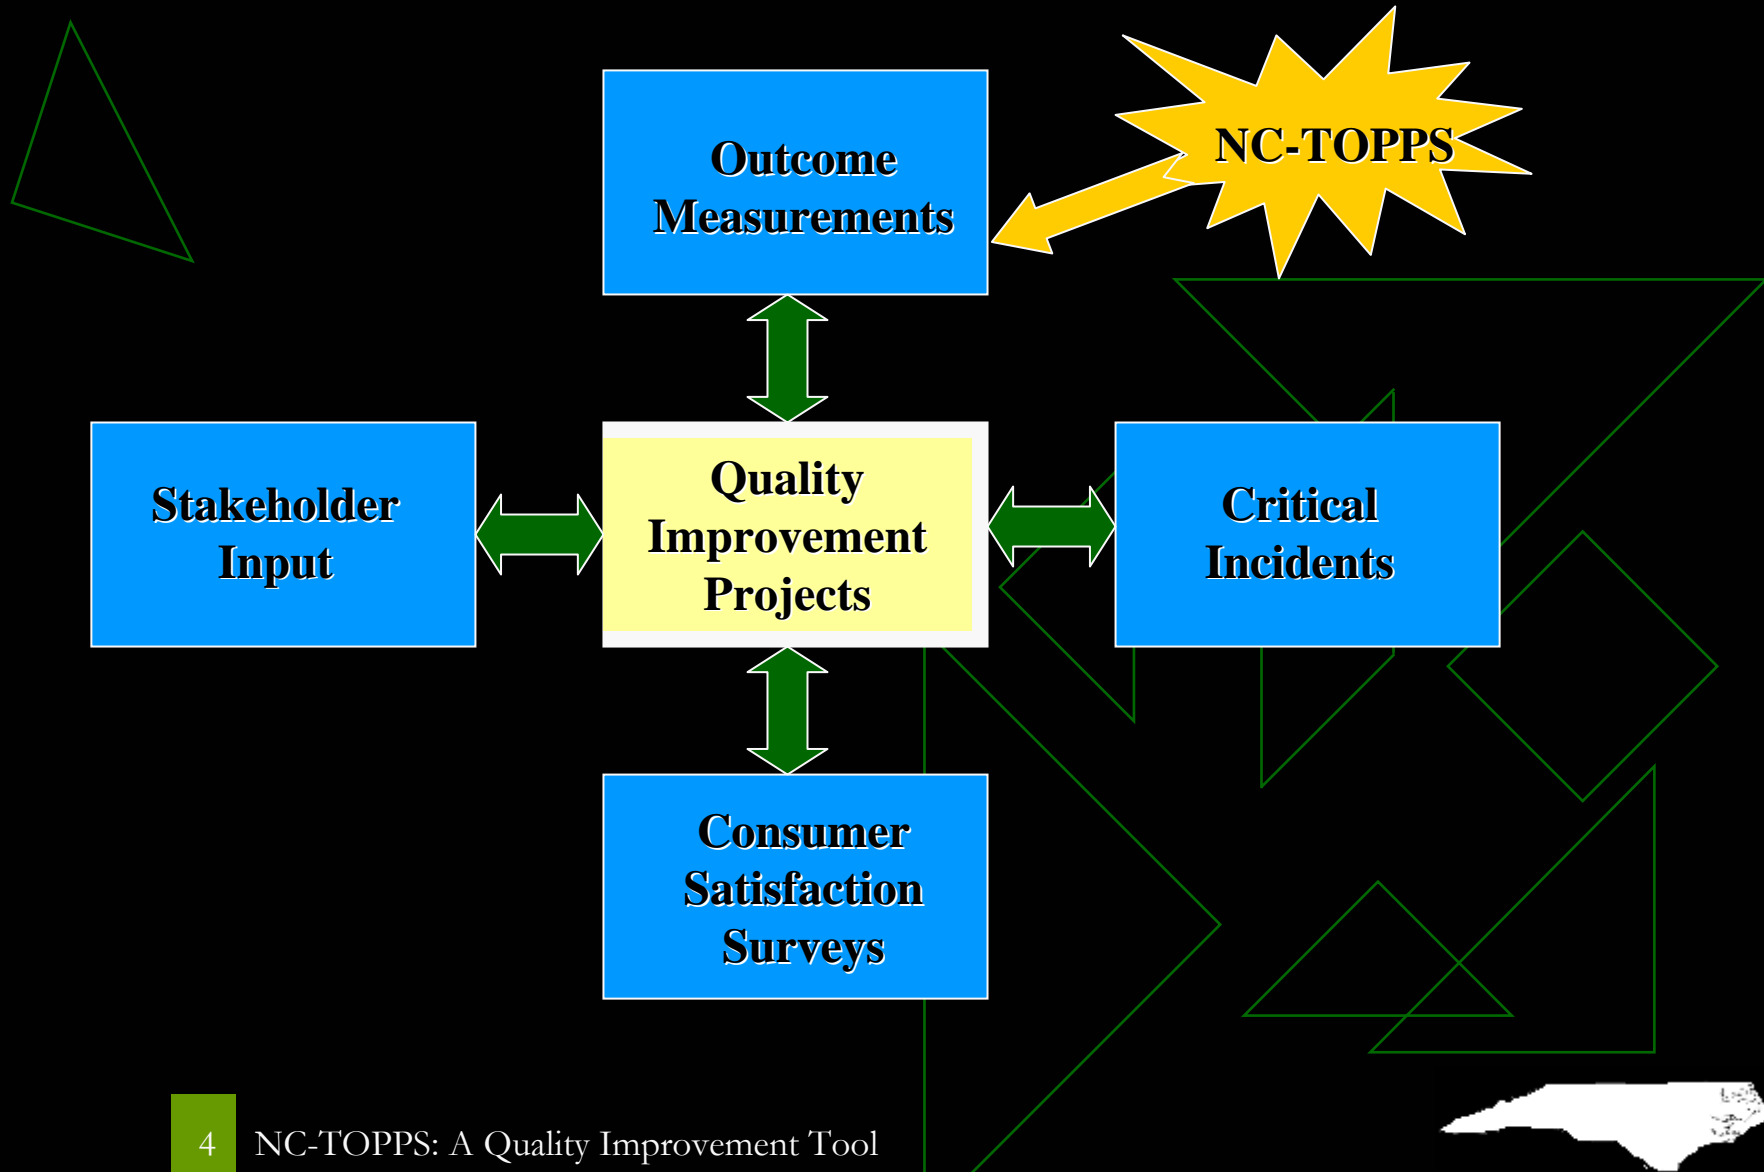 Outcome
Measurements
NC-TOPPS
Stakeholder
Input
Quality
Improvement
Projects
Critical
Incidents
Consumer
Satisfaction
Surveys
4 NC-TOPPS: A Quality Improvement Tool